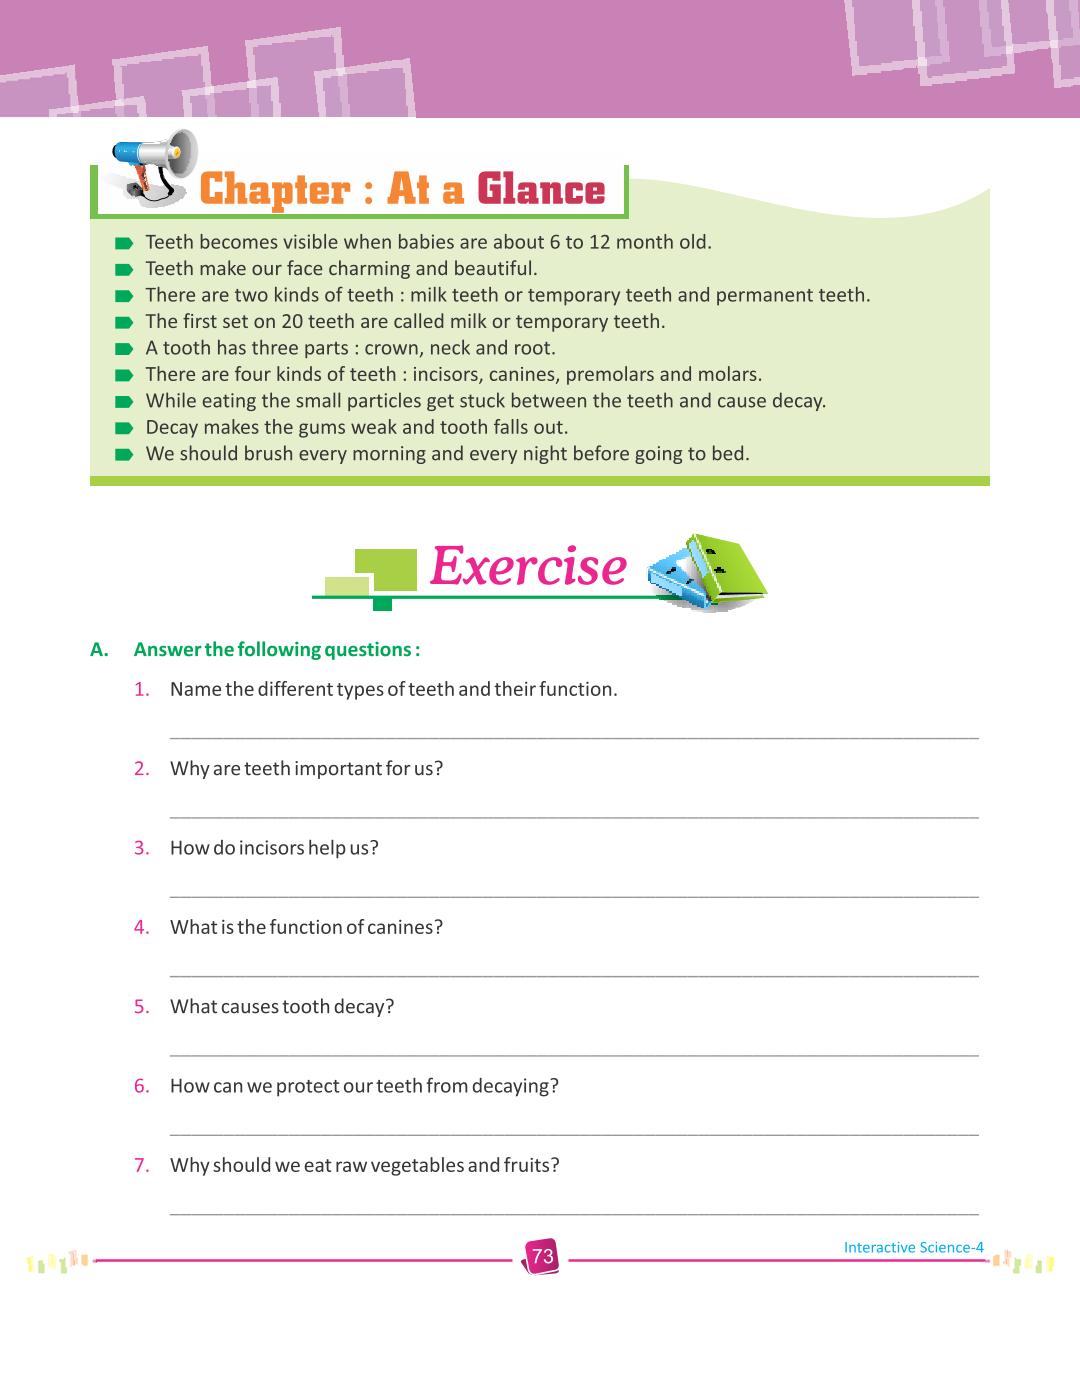 Chapter : At a Glance
Teeth becomes visible when babies are about 6 to 12 month old.
Teeth make our face charming and beautiful.
There are two kinds of teeth : milk teeth or temporary teeth and permanent teeth.
The first set on 20 teeth are called milk or temporary teeth.
A tooth has three parts : crown, neck and root.
There are four kinds of teeth : incisors, canines, premolars and molars.
While eating the small particles get stuck between the teeth and cause decay.
Decay makes the gums weak and tooth falls out.
We should brush every morning and every night before going to bed.
Exercise
A. Answer the following questions :
1. Name the different types of teeth and their function.
2. Why are teeth important for us?
3. How do incisors help us?
4. What is the function of canines?
5. What causes tooth decay?
6. How can we protect our teeth from decaying?
7. Why should we eat raw vegetables and fruits?
73
Interactive Science-4